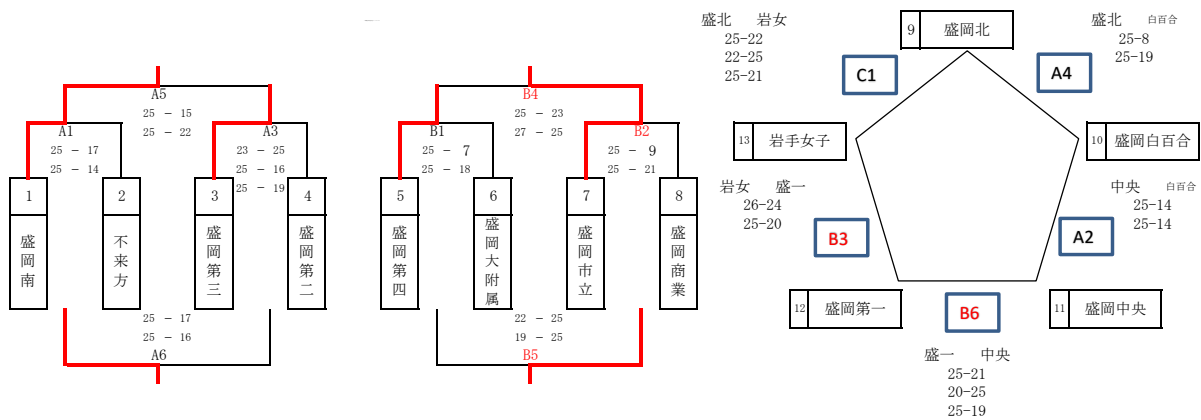 A5
25 - 15
25 - 22
A1
25 - 17
25 - 14
A3
23 - 25
25 - 16
25 - 19
1
盛岡南
2
不来方
3
盛岡第三
4
盛岡第二
25 - 17
25 - 16
A6
B4
25 - 23
27 - 25
B1
25 - 7
25 - 18
B2
25 - 9
25 - 21
5
盛岡第四
6
盛岡大附属
7
盛岡市立
8
盛岡商業
22 - 25
19 - 25
B5
盛北 岩女
25-22
22-25
25-21
C1
9 盛岡北
盛北 白百合
25-8
25-19
A4
13 岩手女子
10 盛岡白百合
岩女 盛一
26-24
25-20
B3
中央 白百合
25-14
25-14
A2
12 盛岡第一
11 盛岡中央
B6
盛一 中央
25-21
20-25
25-19